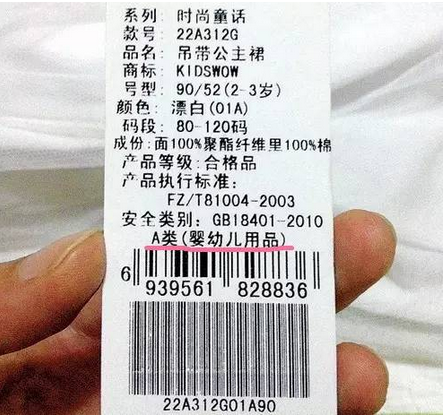 系列: 时尚童话
款号: 22A312G
品名: 吊带公主裙
商标: KIDSWOW
号型: 90/52(2-3岁)
颜色: 漂白(01A)
码段: 80-120码
成份: 面100%聚酯纤维里100%棉
产品等级: 合格品
产品执行标准:
FZ/T81004-2003
安全类别: GB18401-2010
A类(婴幼儿用品)
6 939561 828836
22A312G01A90